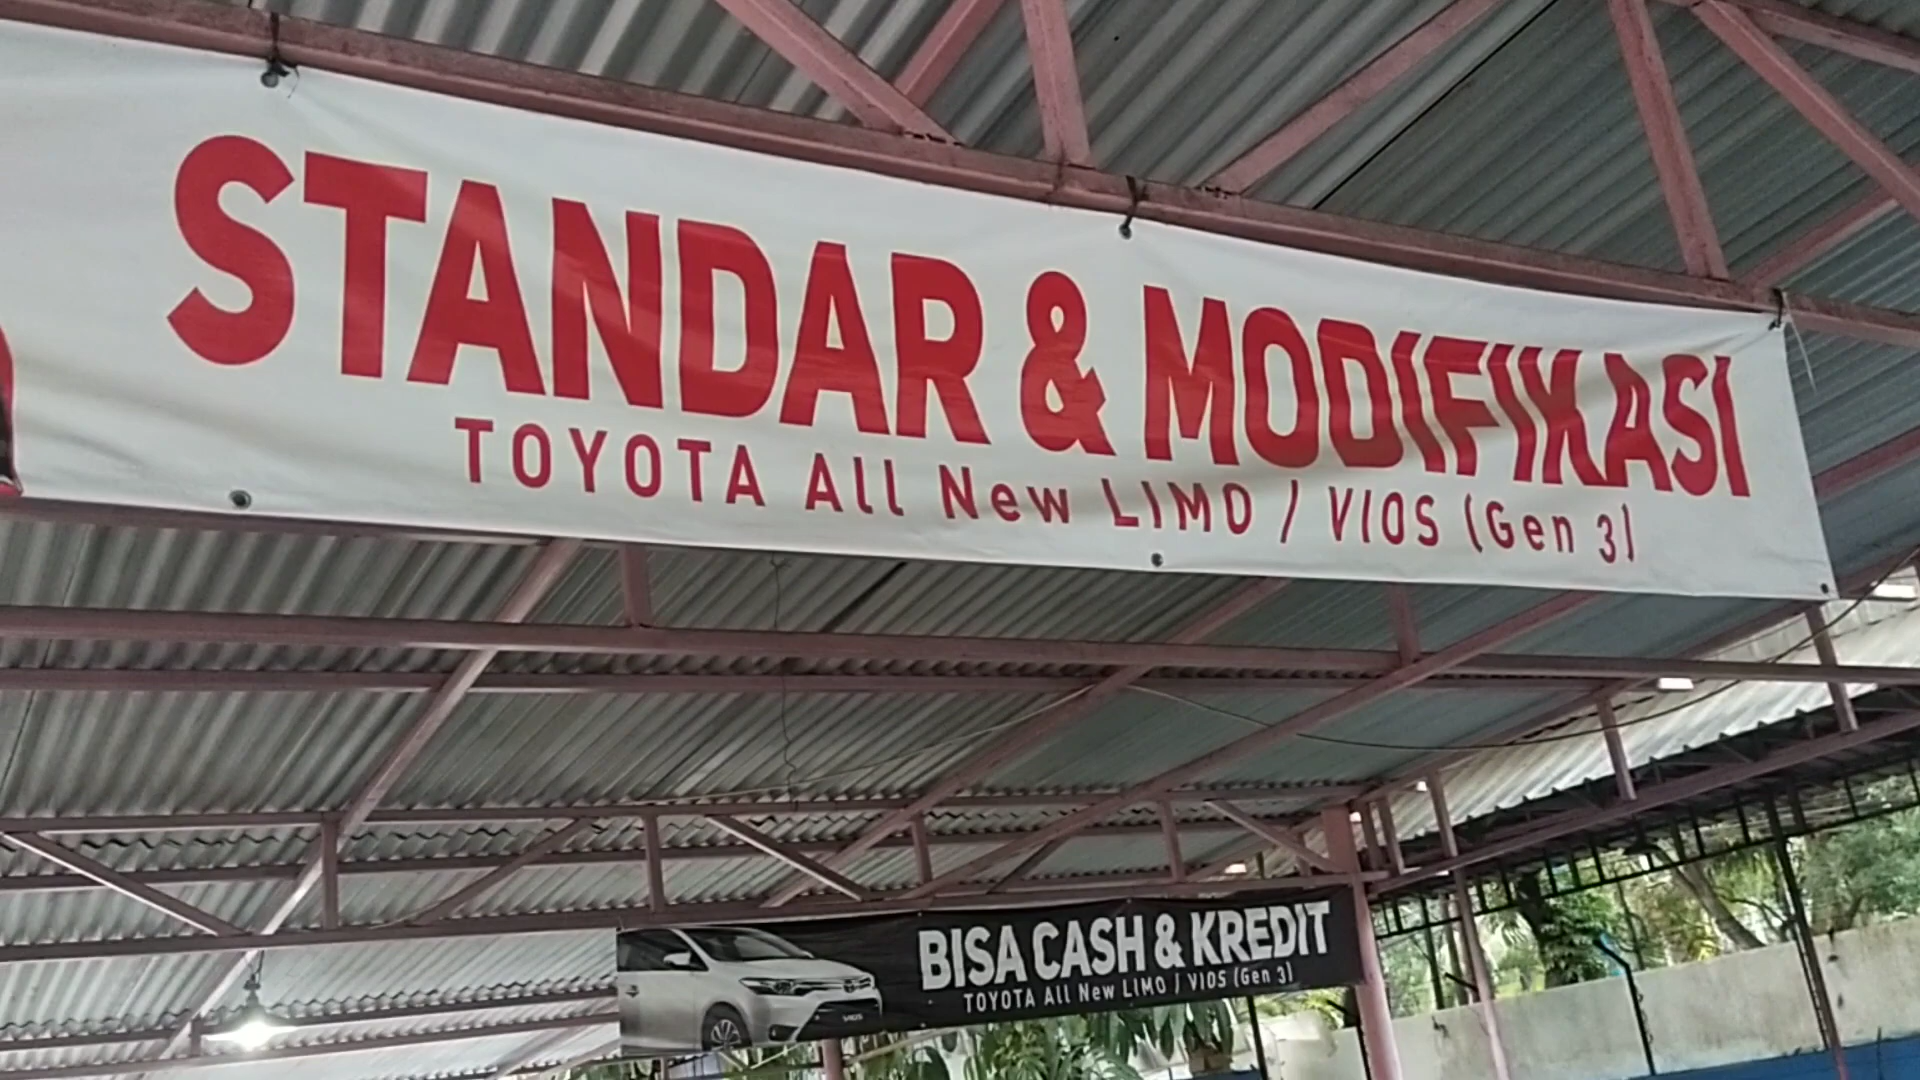 STANDAR & MODIFIKASI
TOYOTA All New LIMO / VIOS (Gen 3)
BISA CASH & KREDIT
TOYOTA All New LIMO / VIOS (Gen 3)
VIOS